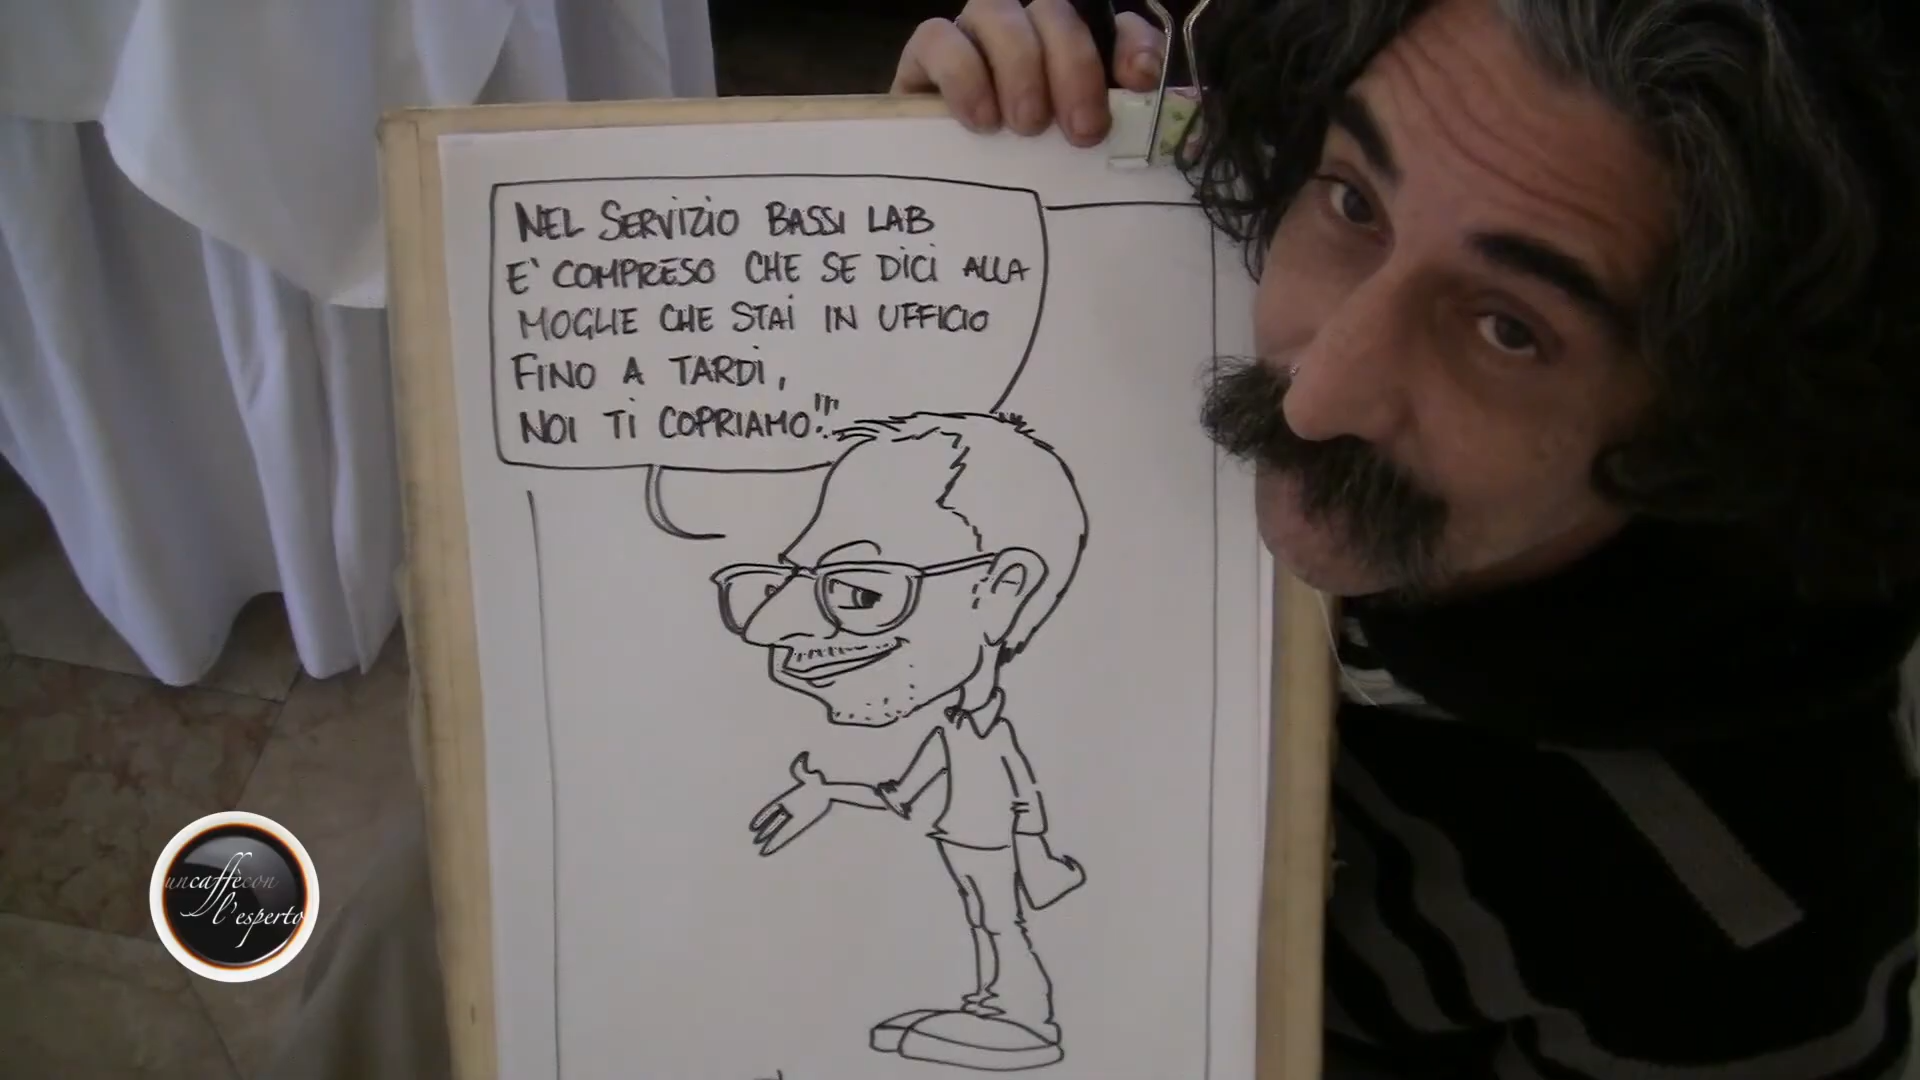 NEL SERVIZIO BASSI LAB
E' COMPRESO CHE SE DICI ALLA
MOGLIE CHE STAI IN UFFICIO
FINO A TARDI,
NOI TI COPRIAMO!!!
uncaffècon
l'esperto